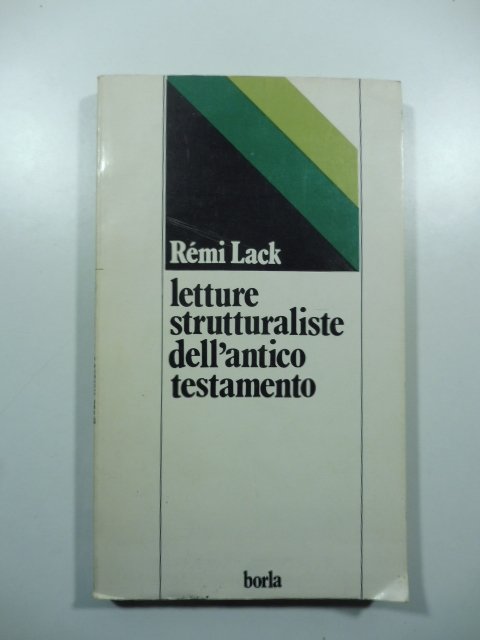 Rémi Lack
letture
strutturaliste
dell'antico
testamento
borla